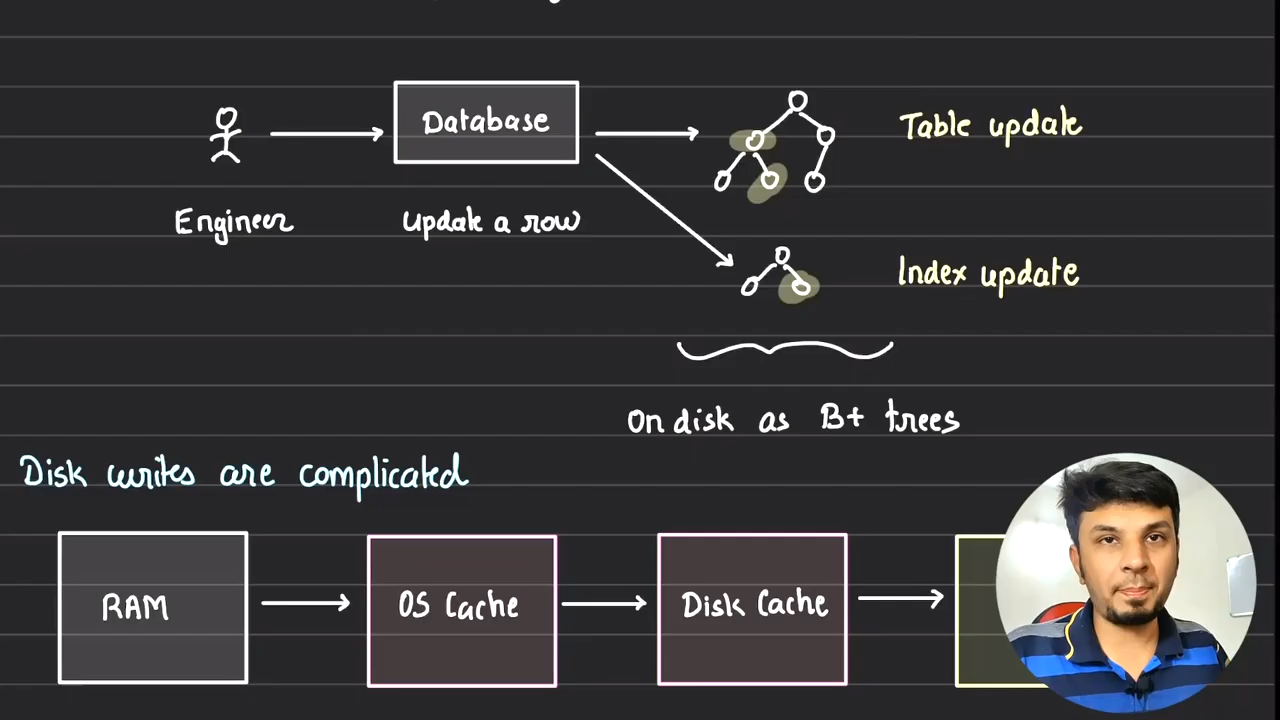 Database
Table update
Engineer
Update a row
Index update
On disk as B+ trees
Disk writes are complicated
RAM
OS Cache
Disk Cache